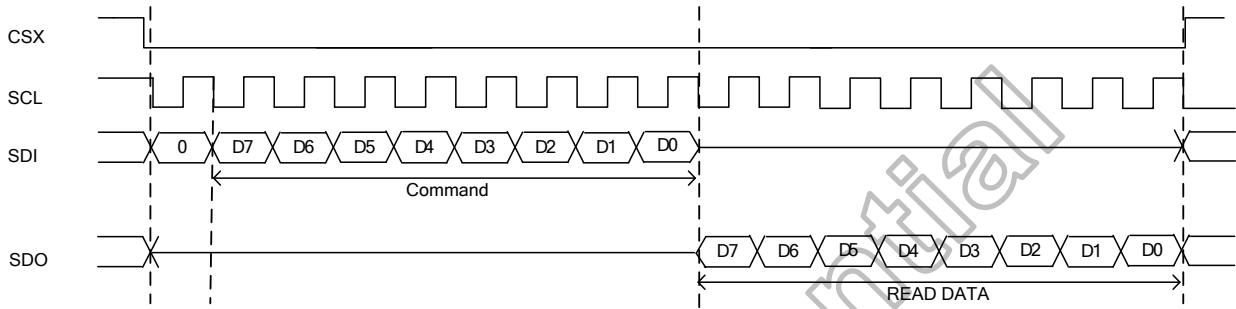 CSX
SCL
SDI 0 D7 D6 D5 D4 D3 D2 D1 D0
Command
SDO D7 D6 D5 D4 D3 D2 D1 D0
READ DATA
ntial